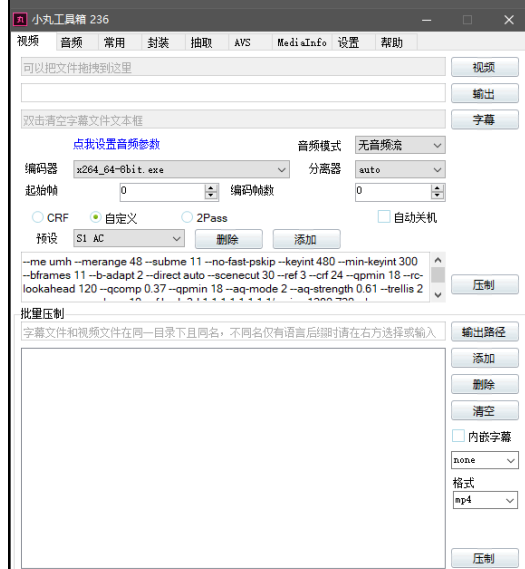 丸 小丸工具箱 236
视频 音频 常用 封装 抽取 AVS MediaInfo 设置 帮助
可以把文件拖拽到这里 视频
输出
双击清空字幕文件文本框 字幕
点我设置音频参数 音频模式 无音频流
编码器 x264_64-8bit.exe 分离器 auto
起始帧 0 编码帧数 0
CRF 自定义 2Pass 自动关机
预设 S1 AC 删除 添加
--me umh --merange 48 --subme 11 --no-fast-pskip --keyint 480 --min-keyint 300
--bframes 11 --b-adapt 2 --direct auto --scenecut 30 --ref 3 --crf 24 --qpmin 18 --rc-
lookahead 120 --qcomp 0.37 --qpmin 18 --aq-mode 2 --aq-strength 0.61 --trellis 2
压制
批量压制
字幕文件和视频文件在同一目录下且同名，不同名仅有语言后缀时请在右方选择或输入 输出路径
添加
删除
清空
内嵌字幕
none
格式
mp4
压制